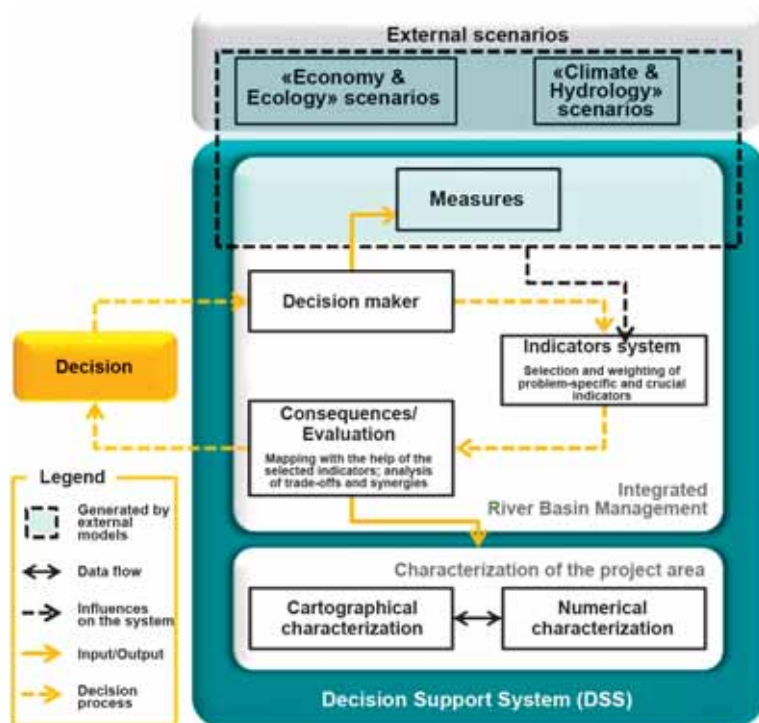 External scenarios
«Economy &
Ecology» scenarios
«Climate &
Hydrology»
scenarios
Measures
Decision maker
Decision
Indicators system
Selection and weighting of
problem-specific and crucial
indicators
Consequences/
Evaluation
Mapping with the help of the
selected indicators; analysis
of trade-offs and synergies
Integrated
River Basin Management
Legend
Generated by
external
models
Data flow
Influences
on the system
Input/Output
Decision
process
Characterization of the project area
Cartographical
characterization
Numerical
characterization
Decision Support System (DSS)